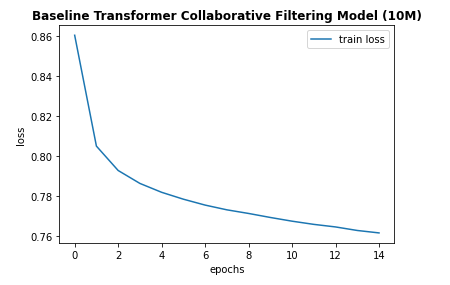 Baseline Transformer Collaborative Filtering Model (10M)
train loss
0.86
0.84
0.82
0.80
0.78
0.76
loss
0 2 4 6 8 10 12 14
epochs